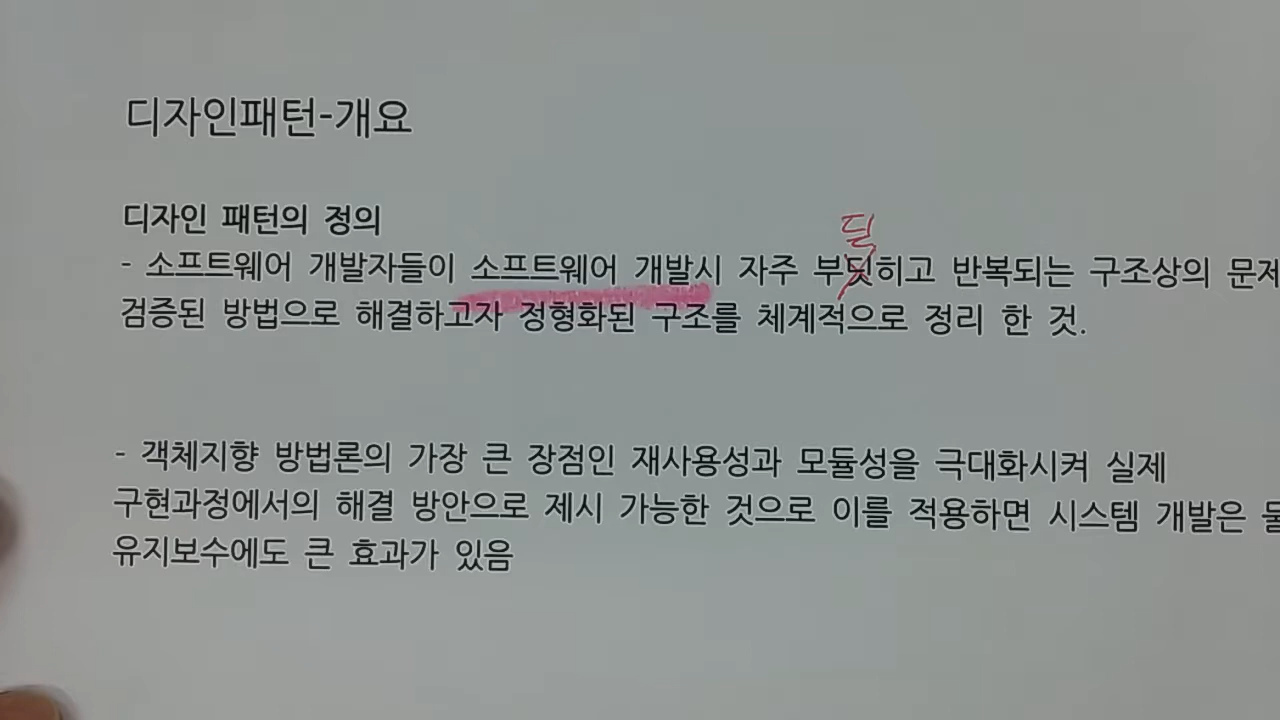 디자인패턴-개요
디자인 패턴의 정의
딪
- 소프트웨어 개발자들이 소프트웨어 개발시 자주 부딪히고 반복되는 구조상의 문제
검증된 방법으로 해결하고자 정형화된 구조를 체계적으로 정리 한 것.
- 객체지향 방법론의 가장 큰 장점인 재사용성과 모듈성을 극대화시켜 실제
구현과정에서의 해결 방안으로 제시 가능한 것으로 이를 적용하면 시스템 개발은
유지보수에도 큰 효과가 있음